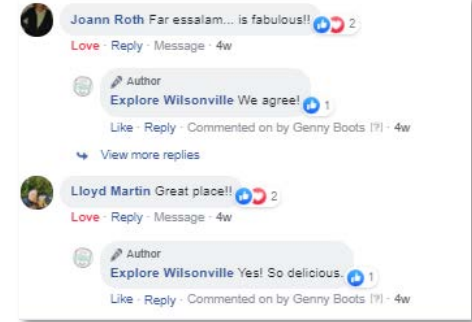 Joann Roth Far essalam... is fabulous!! 2
Love · Reply · Message · 4w
Author
Explore Wilsonville We agree! 1
Like · Reply · Commented on by Genny Boots [?] · 4w
View more replies
Lloyd Martin Great place!! 2
Love · Reply · Message · 4w
Author
Explore Wilsonville Yes! So delicious. 1
Like · Reply · Commented on by Genny Boots [?] · 4w